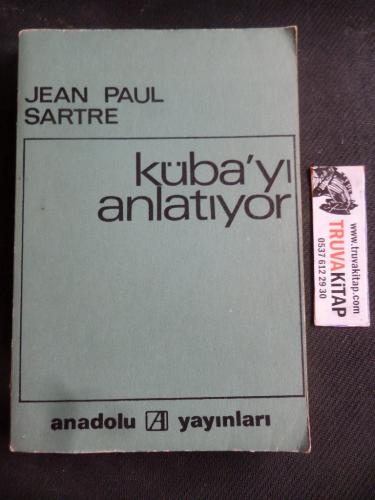 JEAN PAUL
SARTRE
küba'yı
anlatıyor
anadolu A yayınları
www.truvakitap.com
TRUVAKİTAP
0537 612 29 30